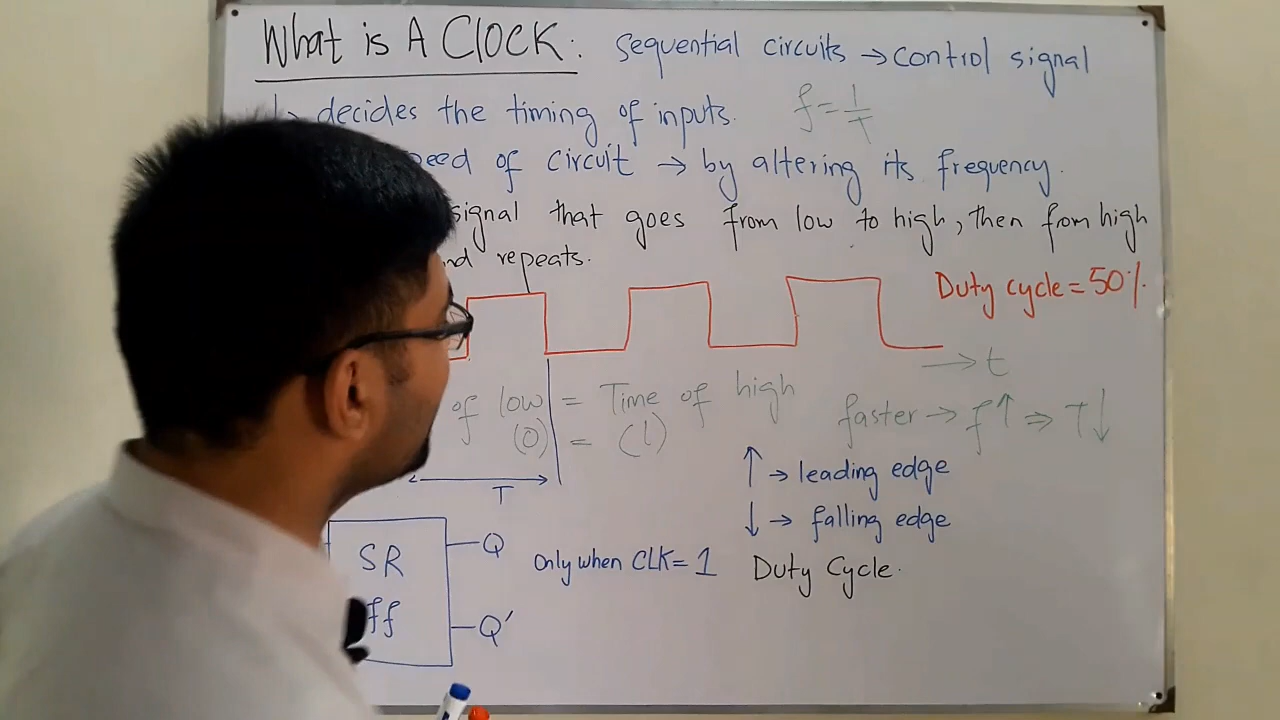 What is A Clock: Sequential circuits → control signal
decides the timing of inputs. f = 1/T
of circuit → by altering its frequency.
signal that goes from low to high, then from high
repeats.
Duty cycle = 50%.
→ t
of low = Time of high
(0) = (1)
faster → f↑ ⇒ T↓
↑ → leading edge
T
↓ → falling edge
SR
ff
Q
Q'
Only when CLK = 1
Duty Cycle.